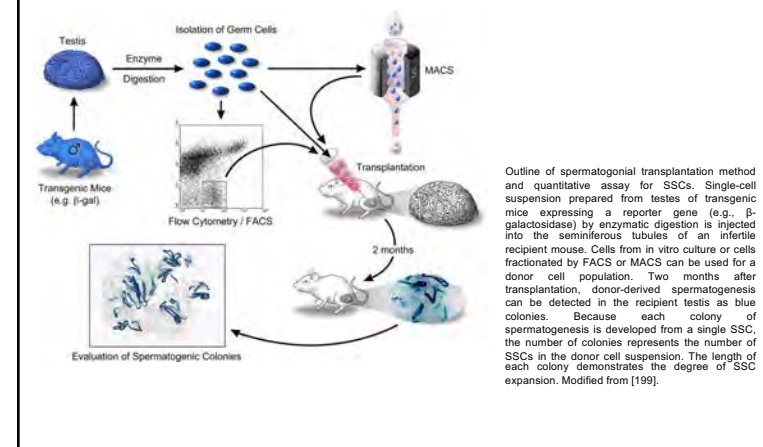 Isolation of Germ Cells
Testis
Enzyme
Digestion
MACS
S
♂
Transgenic Mice
(e.g. β-gal)
Flow Cytometry / FACS
Transplantation
2 months
Evaluation of Spermatogenic Colonies
Outline of spermatogonial transplantation method
and quantitative assay for SSCs. Single-cell
suspension prepared from testes of transgenic
mice expressing a reporter gene (e.g., β-
galactosidase) by enzymatic digestion is injected
into the seminiferous tubules of an infertile
recipient mouse. Cells from in vitro culture or cells
fractionated by FACS or MACS can be used for a
donor cell population. Two months after
transplantation, donor-derived spermatogenesis
can be detected in the recipient testis as blue
colonies. Because each colony of
spermatogenesis is developed from a single SSC,
the number of colonies represents the number of
SSCs in the donor cell suspension. The length of
each colony demonstrates the degree of SSC
expansion. Modified from [199].